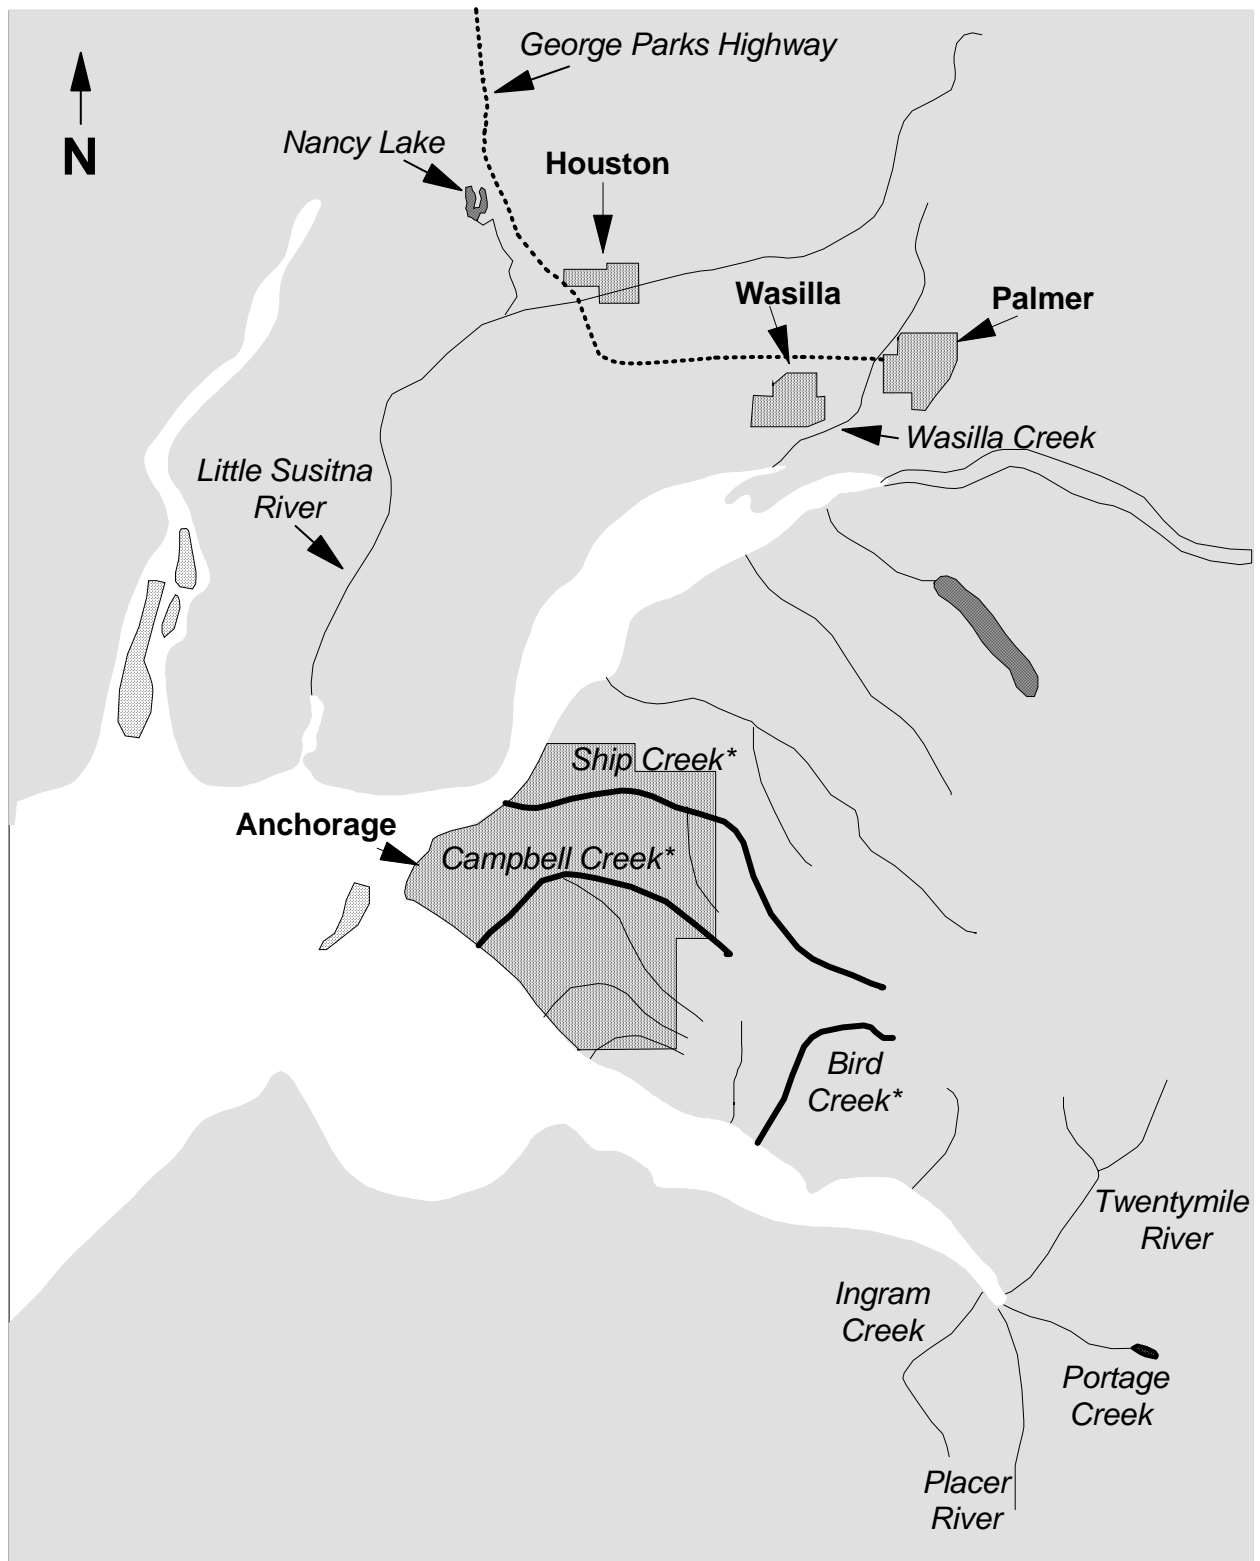 George Parks Highway
N
Nancy Lake
Houston
Wasilla
Palmer
Wasilla Creek
Little Susitna
River
Ship Creek*
Anchorage
Campbell Creek*
Bird
Creek*
Twentymile
River
Ingram
Creek
Portage
Creek
Placer
River